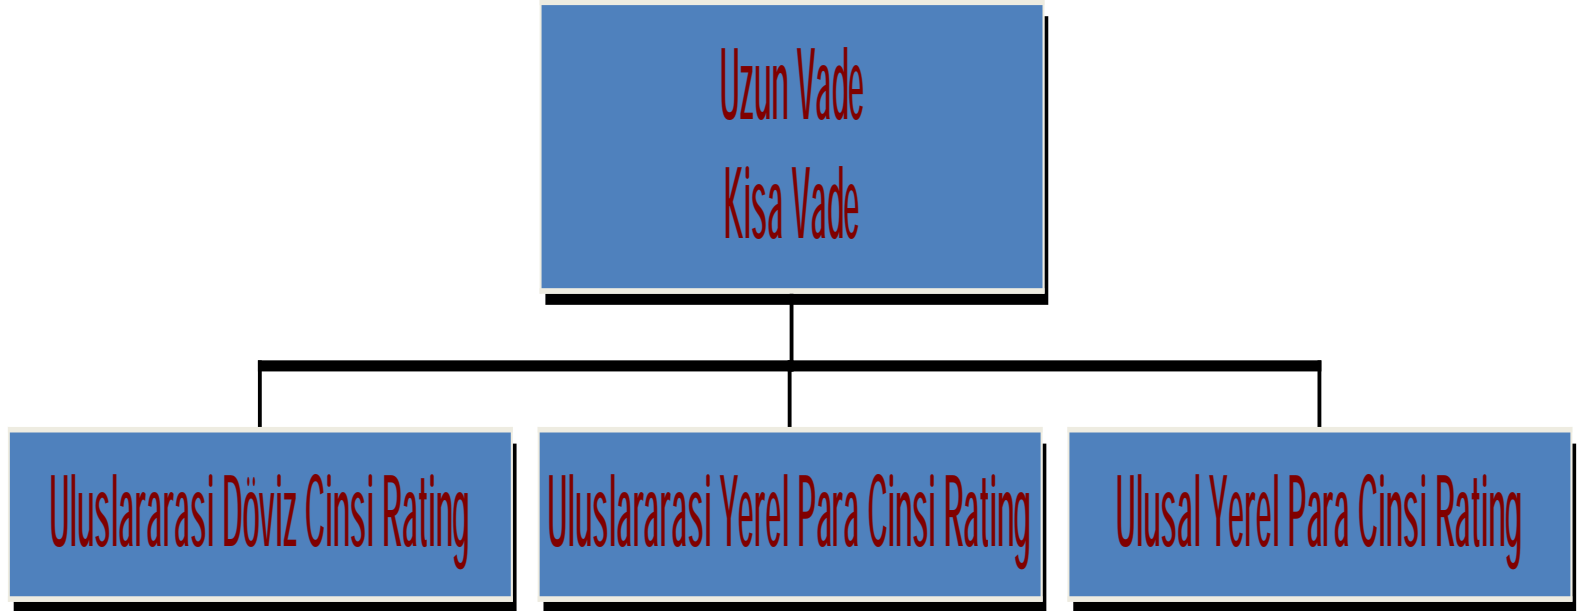 Uzun Vade
Kisa Vade
Uluslararasi Döviz Cinsi Rating
Uluslararasi Yerel Para Cinsi Rating
Ulusal Yerel Para Cinsi Rating